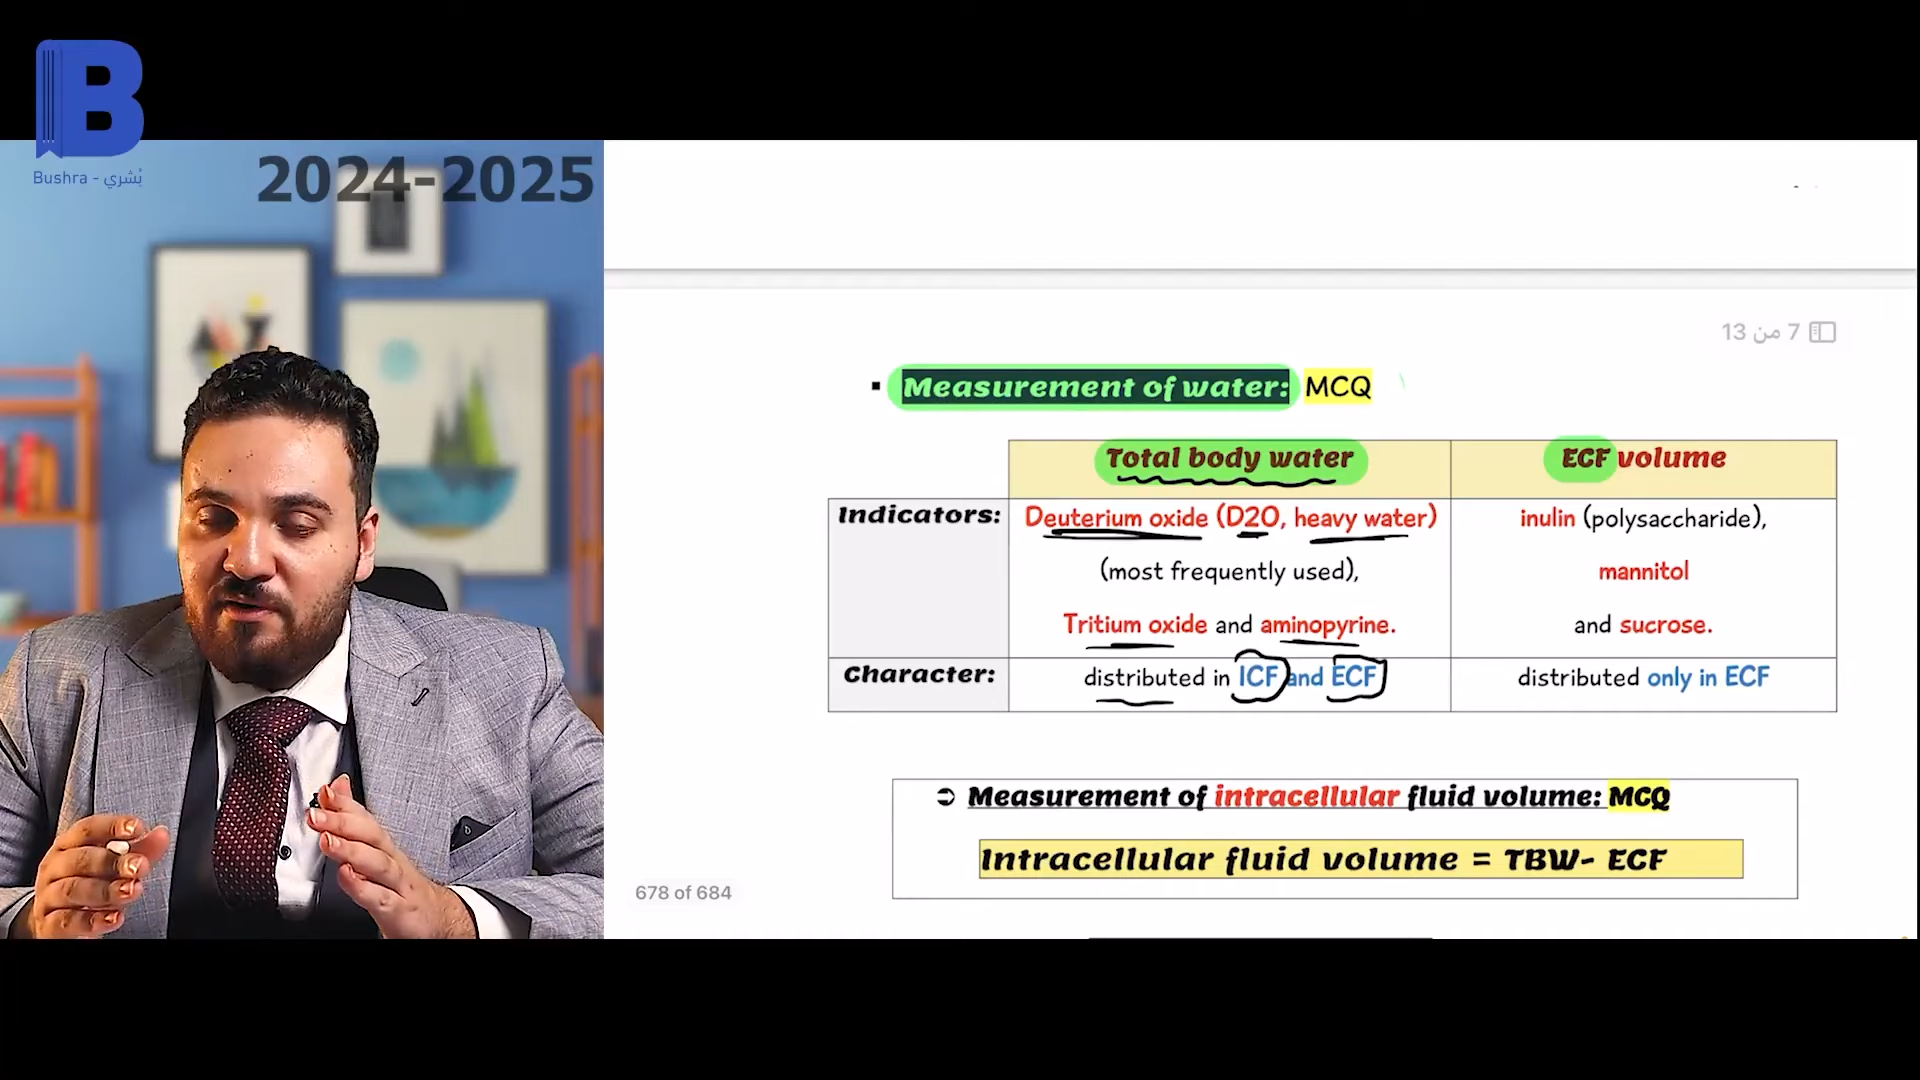 B
Bushra - بُشري
2024-2025
7 من 13
▪ Measurement of water: MCQ
Total body water
ECF volume
Indicators:
Deuterium oxide (D2O, heavy water)
(most frequently used),
Tritium oxide and aminopyrine.
inulin (polysaccharide),
mannitol
and sucrose.
Character:
distributed in ICF and ECF
distributed only in ECF
➲ Measurement of intracellular fluid volume: MCQ
Intracellular fluid volume = TBW- ECF
678 of 684